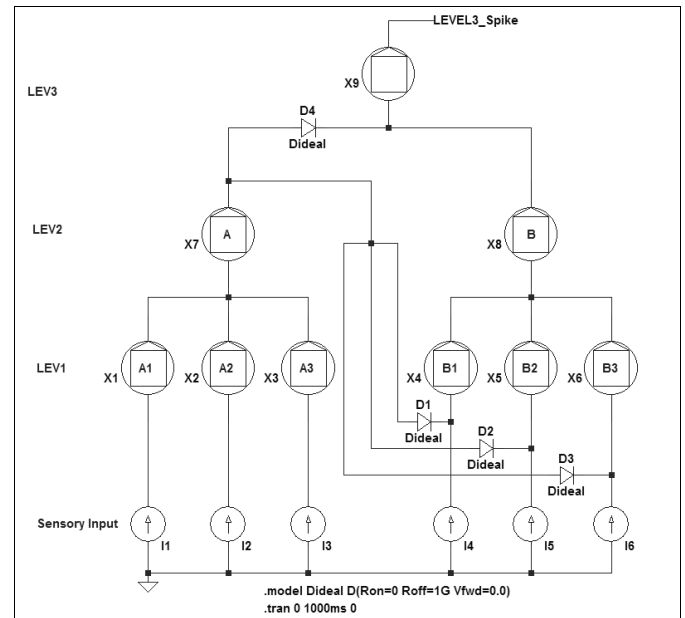 LEVEL3_Spike
X9
LEV3
D4
Dideal
LEV2
X7
A
X8
B
LEV1
X1
A1
X2
A2
X3
A3
X4
B1
X5
B2
X6
B3
D1
Dideal
D2
Dideal
D3
Dideal
Sensory Input
I1
I2
I3
I4
I5
I6
.model Dideal D(Ron=0 Roff=1G Vfwd=0.0)
.tran 0 1000ms 0